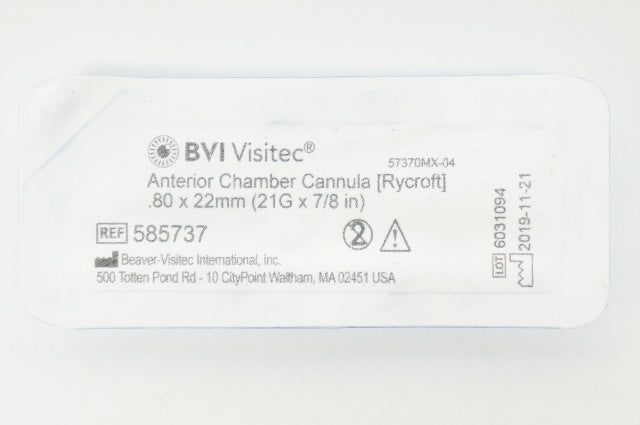 BVI Visitec®
57370MX-04
Anterior Chamber Cannula [Rycroft]
.80 x 22mm (21G x 7/8 in)
REF 585737
2
Beaver-Visitec International, Inc.
500 Totten Pond Rd - 10 CityPoint Waltham, MA 02451 USA
LOT 6031094
2019-11-21